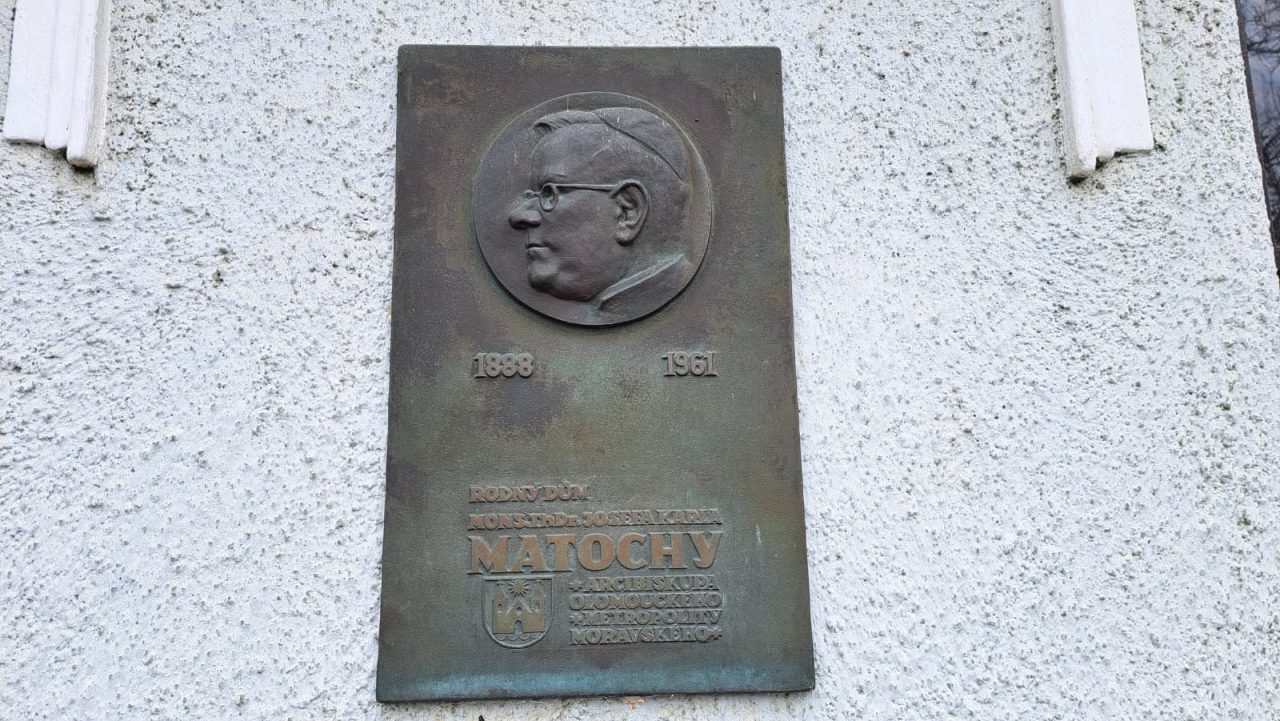 1888 1961
RODNÝ DŮM
MONS. THDR. JOSEFA KARLA
MATOCHY
+ARCIBISKUPA
OLOMOUCKÉHO
+METROPOLITY
MORAVSKÉHO+